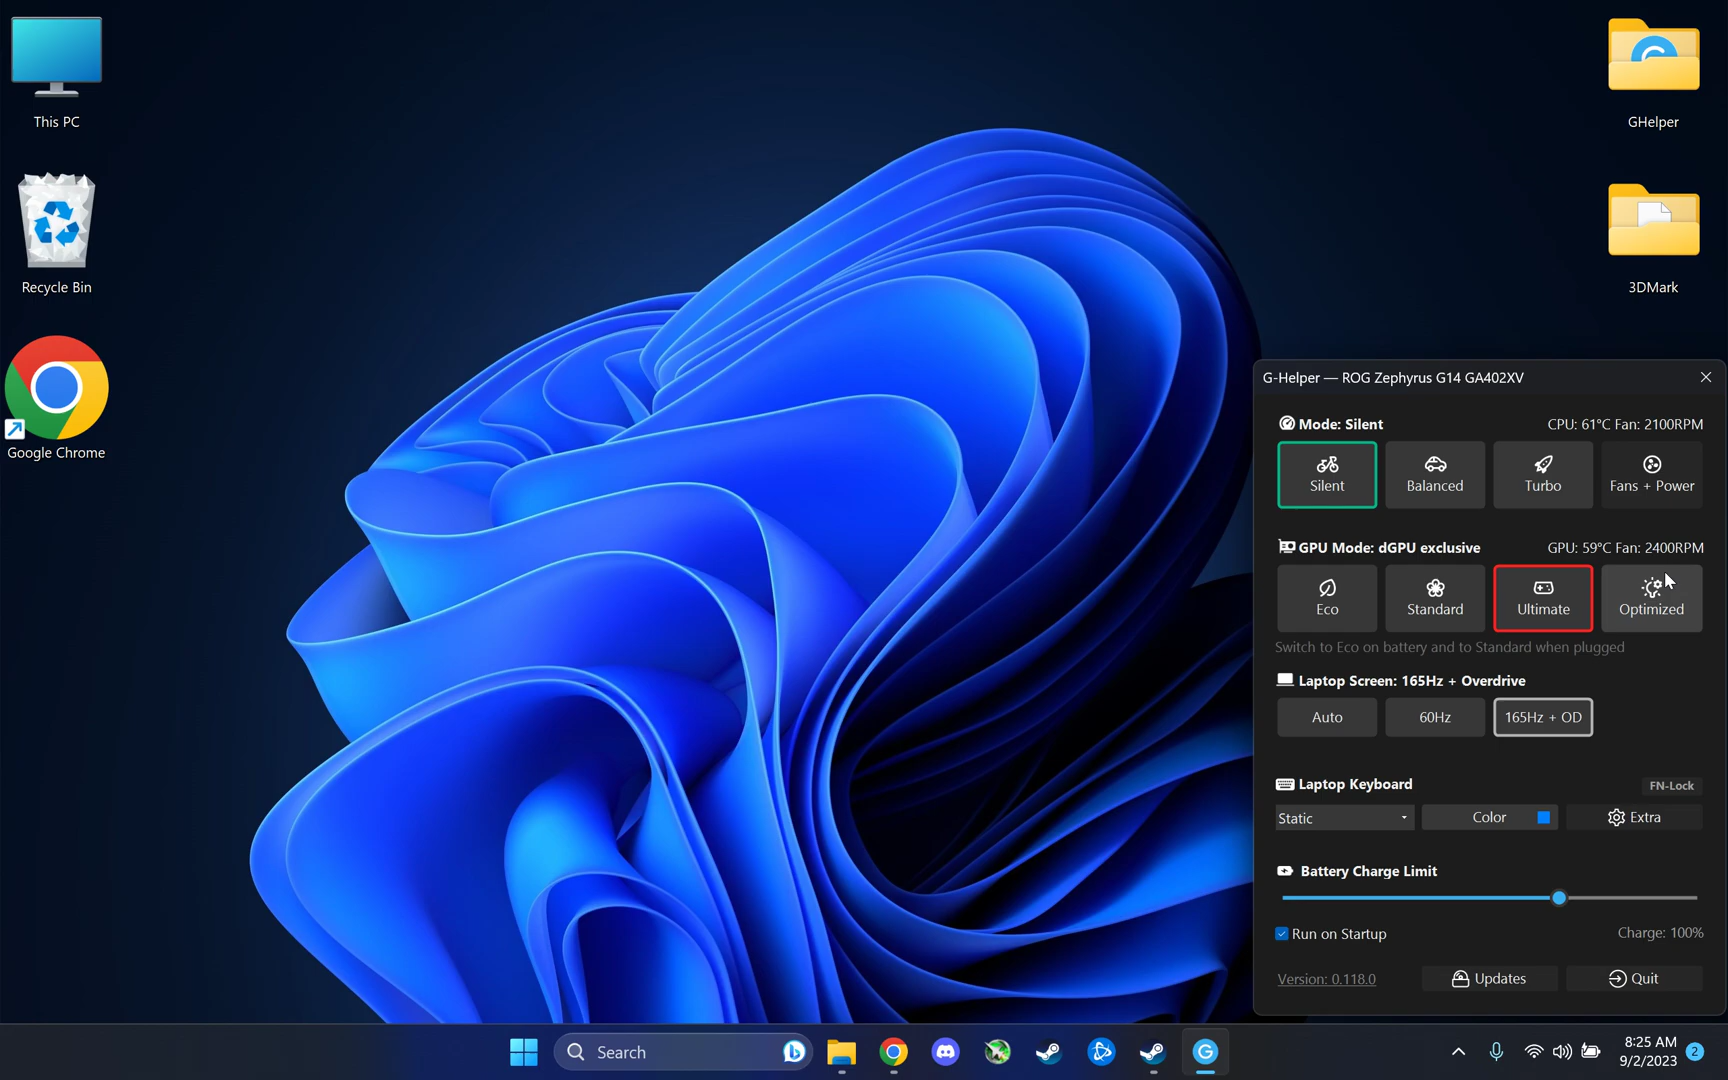 This PC
Recycle Bin
Google Chrome
GHelper
3DMark
G-Helper — ROG Zephyrus G14 GA402XV
Mode: Silent
CPU: 61°C Fan: 2100RPM
Silent
Balanced
Turbo
Fans + Power
GPU Mode: dGPU exclusive
GPU: 59°C Fan: 2400RPM
Eco
Standard
Ultimate
Optimized
Switch to Eco on battery and to Standard when plugged
Laptop Screen: 165Hz + Overdrive
Auto
60Hz
165Hz + OD
Laptop Keyboard
FN-Lock
Static
Color
Extra
Battery Charge Limit
Run on Startup
Charge: 100%
Version: 0.118.0
Updates
Quit
Search
8:25 AM
9/2/2023
2